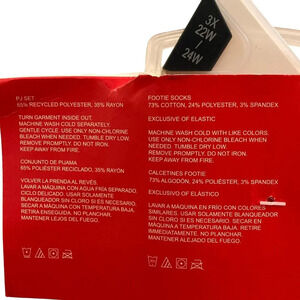 3X
22W
-
24W
PJ SET
65% RECYCLED POLYESTER, 35% RAYON
TURN GARMENT INSIDE OUT.
MACHINE WASH COLD SEPARATELY,
GENTLE CYCLE. USE ONLY NON-CHLORINE
BLEACH WHEN NEEDED. TUMBLE DRY LOW.
REMOVE PROMPTLY. DO NOT IRON.
KEEP AWAY FROM FIRE.
CONJUNTO DE PIJAMA
65% POLIÉSTER RECICLADO, 35% RAYÓN
VOLVER LA PRENDA AL REVÉS.
LAVAR A MÁQUINA CON AGUA FRÍA SEPARADO.
CICLO DELICADO. USAR SOLAMENTE
BLANQUEADOR SIN CLORO SI ES NECESARIO.
SECAR A MÁQUINA A TEMPERATURA BAJA.
RETIRA ENSEGUIDA. NO PLANCHAR.
MANTENER LEJOS DEL FUEGO.
FOOTIE SOCKS
73% COTTON, 24% POLYESTER, 3% SPANDEX
EXCLUSIVE OF ELASTIC
MACHINE WASH COLD WITH LIKE COLORS.
USE ONLY NON-CHLORINE BLEACH IF
NEEDED. TUMBLE DRY LOW.
REMOVE PROMPTLY. DO NOT IRON.
KEEP AWAY FROM FIRE.
CALCETINES FOOTIE
73% ALGODÓN, 24% POLIÉSTER, 3% SPANDEX
EXCLUSIVO DE ELÁSTICO
LAVAR A MÁQUINA EN FRÍO CON COLORES
SIMILARES. USAR SOLAMENTE BLANQUEADOR
SIN CLORO SI ES NECESARIO. SECAR A
MÁQUINA A TEMPERATURA BAJA. RETIRE
INMEDIATAMENTE. NO PLANCHAR.
MANTENER ALEJADO DEL FUEGO.